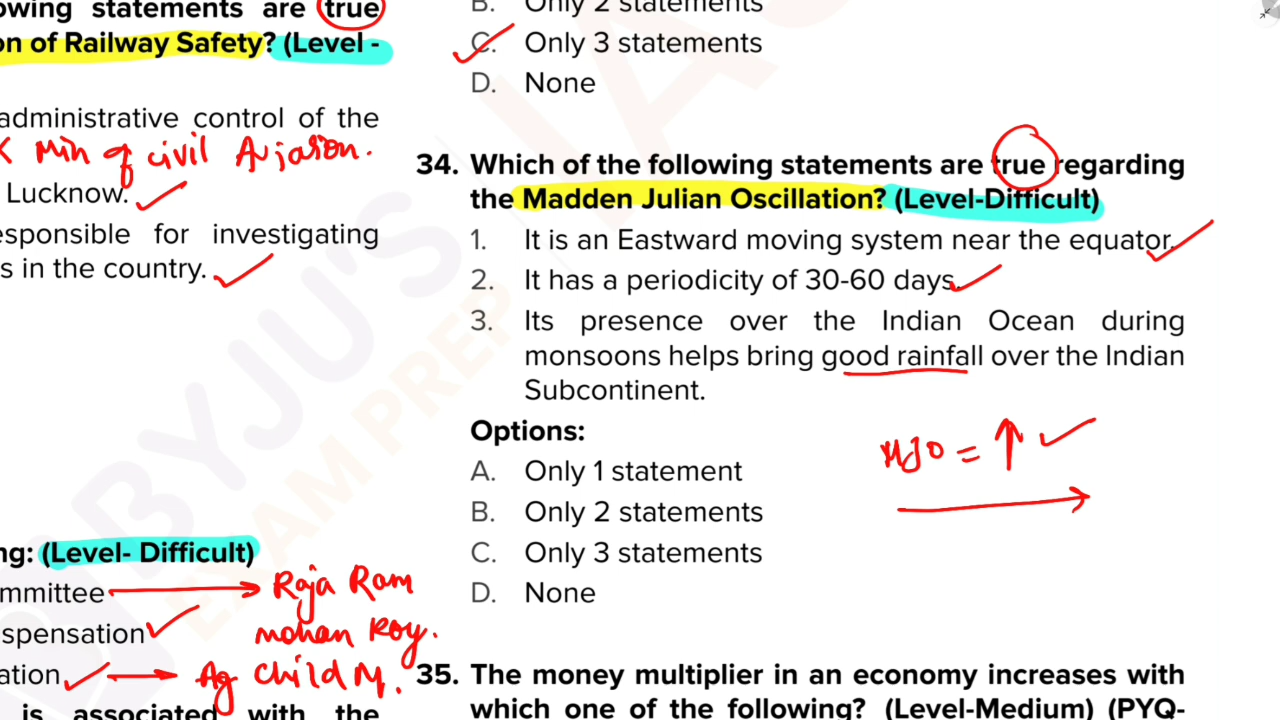 owing statements are true
on of Railway Safety? (Level -
administrative control of the
X Min of civil Aviation.
Lucknow.
esponsible for investigating
s in the country.
ng: (Level- Difficult)
mmittee → Raja Ram
mohan Roy.
spensation
ation → Ag Child M.
is associated with the
B. Only 2 statements
C. Only 3 statements
D. None
34. Which of the following statements are true regarding
the Madden Julian Oscillation? (Level-Difficult)
1. It is an Eastward moving system near the equator.
2. It has a periodicity of 30-60 days.
3. Its presence over the Indian Ocean during
monsoons helps bring good rainfall over the Indian
Subcontinent.
Options:
MJO = ↑
A. Only 1 statement
B. Only 2 statements
C. Only 3 statements
D. None
35. The money multiplier in an economy increases with
which one of the following? (Level-Medium) (PYQ-
BYJU'S IAS
EXAM PREP